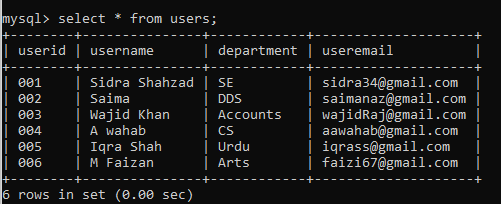 mysql> select * from users;
+--------+---------------+------------+--------------------+
| userid | username      | department | useremail          |
+--------+---------------+------------+--------------------+
| 001    | Sidra Shahzad | SE         | sidra34@gmail.com  |
| 002    | Saima         | DDS        | saimanaz@gmail.com |
| 003    | Wajid Khan    | Accounts   | wajidRaj@gmail.com |
| 004    | A wahab       | CS         | aawahab@gmail.com  |
| 005    | Iqra Shah     | Urdu       | iqrass@gmail.com   |
| 006    | M Faizan      | Arts       | faizi67@gmail.com  |
+--------+---------------+------------+--------------------+
6 rows in set (0.00 sec)